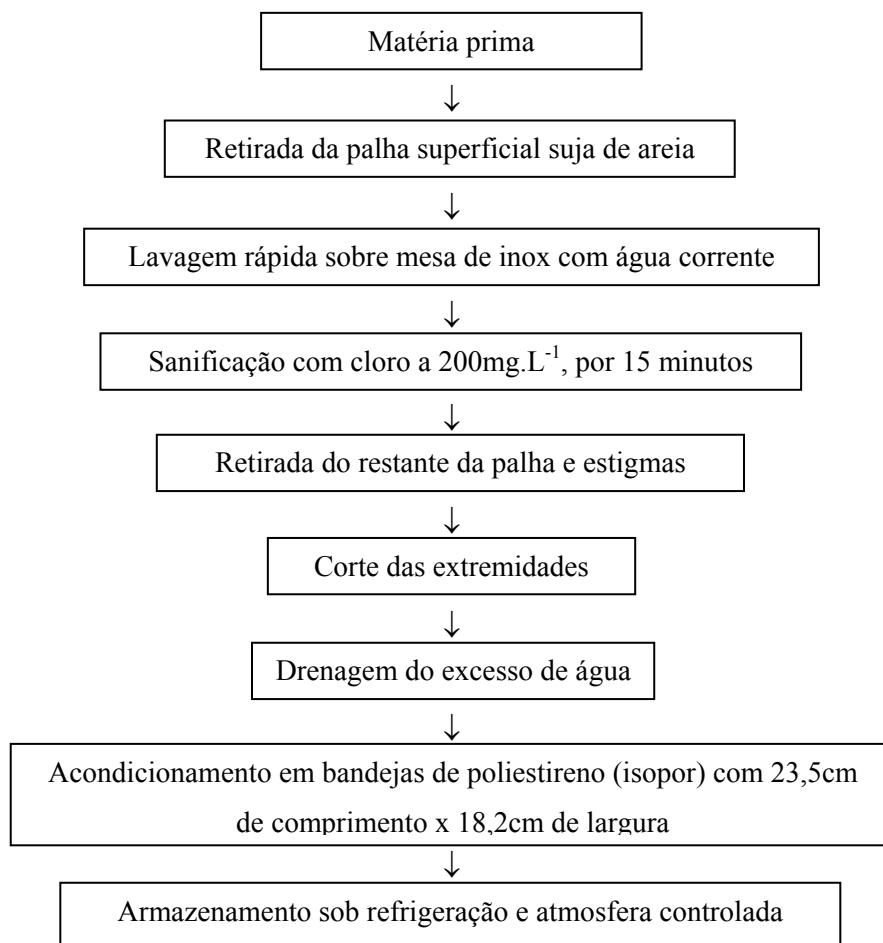 Matéria prima
↓
Retirada da palha superficial suja de areia
↓
Lavagem rápida sobre mesa de inox com água corrente
↓
Sanificação com cloro a 200mg.L⁻¹, por 15 minutos
↓
Retirada do restante da palha e estigmas
↓
Corte das extremidades
↓
Drenagem do excesso de água
↓
Acondicionamento em bandejas de poliestireno (isopor) com 23,5cm
de comprimento x 18,2cm de largura
↓
Armazenamento sob refrigeração e atmosfera controlada